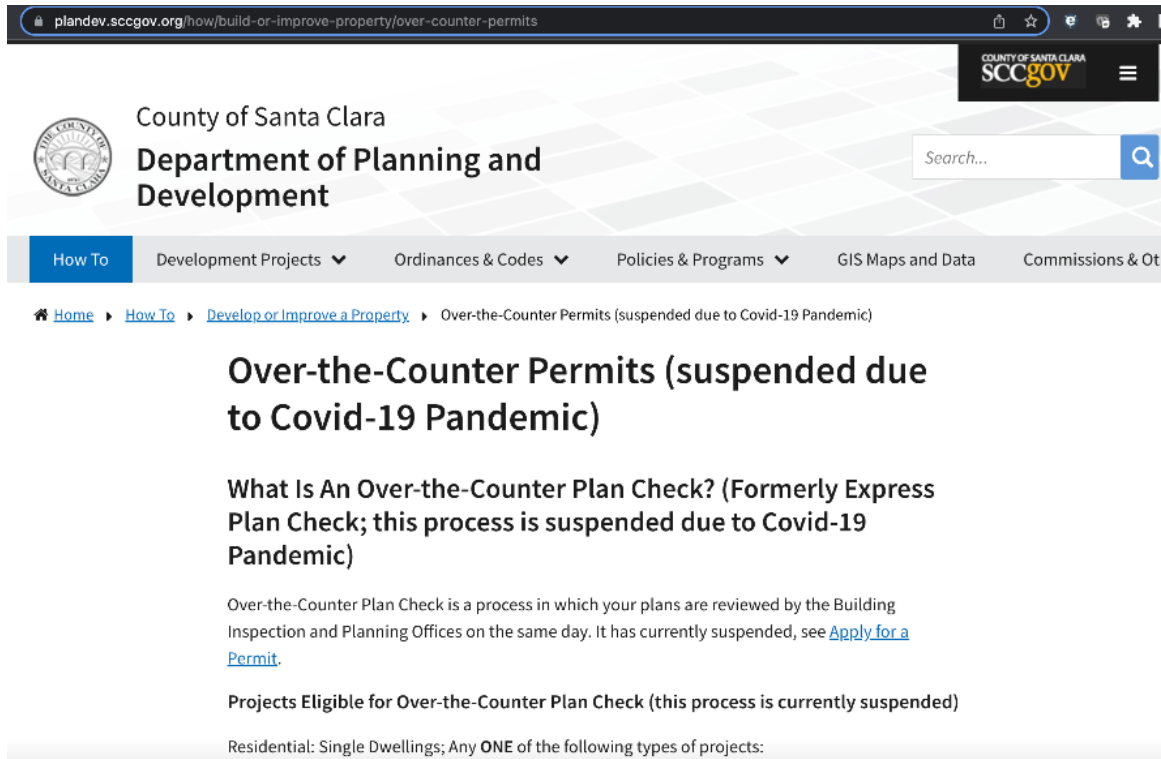 plandev.sccgov.org/how/build-or-improve-property/over-counter-permits
COUNTY OF SANTA CLARA
SCCgov
County of Santa Clara
Department of Planning and
Development
Search...
How To Development Projects Ordinances & Codes Policies & Programs GIS Maps and Data Commissions & Ot
Home How To Develop or Improve a Property Over-the-Counter Permits (suspended due to Covid-19 Pandemic)
Over-the-Counter Permits (suspended due
to Covid-19 Pandemic)
What Is An Over-the-Counter Plan Check? (Formerly Express
Plan Check; this process is suspended due to Covid-19
Pandemic)
Over-the-Counter Plan Check is a process in which your plans are reviewed by the Building
Inspection and Planning Offices on the same day. It has currently suspended, see Apply for a
Permit.
Projects Eligible for Over-the-Counter Plan Check (this process is currently suspended)
Residential: Single Dwellings; Any ONE of the following types of projects: